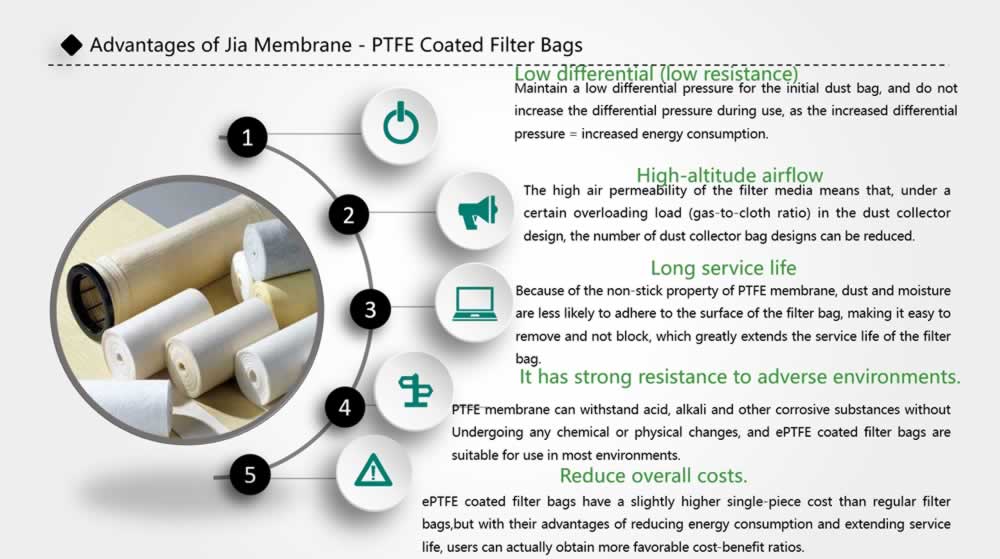 Advantages of Jia Membrane - PTFE Coated Filter Bags
Low differential (low resistance)
Maintain a low differential pressure for the initial dust bag, and do not
increase the differential pressure during use, as the increased differential
pressure = increased energy consumption.
1
High-altitude airflow
The high air permeability of the filter media means that, under a
certain overloading load (gas-to-cloth ratio) in the dust collector
design, the number of dust collector bag designs can be reduced.
2
Long service life
Because of the non-stick property of PTFE membrane, dust and moisture
are less likely to adhere to the surface of the filter bag, making it easy to
remove and not block, which greatly extends the service life of the filter
bag.
3
It has strong resistance to adverse environments.
PTFE membrane can withstand acid, alkali and other corrosive substances without
Undergoing any chemical or physical changes, and ePTFE coated filter bags are
suitable for use in most environments.
4
Reduce overall costs.
ePTFE coated filter bags have a slightly higher single-piece cost than regular filter
bags,but with their advantages of reducing energy consumption and extending service
life, users can actually obtain more favorable cost-benefit ratios.
5